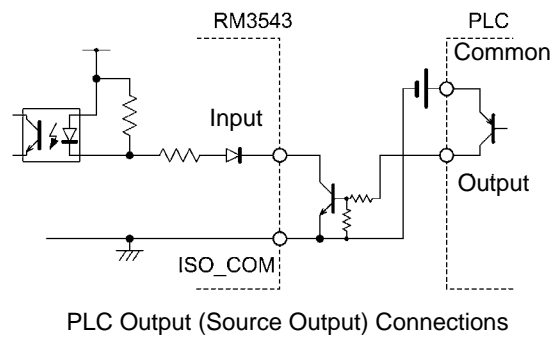 RM3543
PLC
Common
Input
Output
ISO_COM
PLC Output (Source Output) Connections